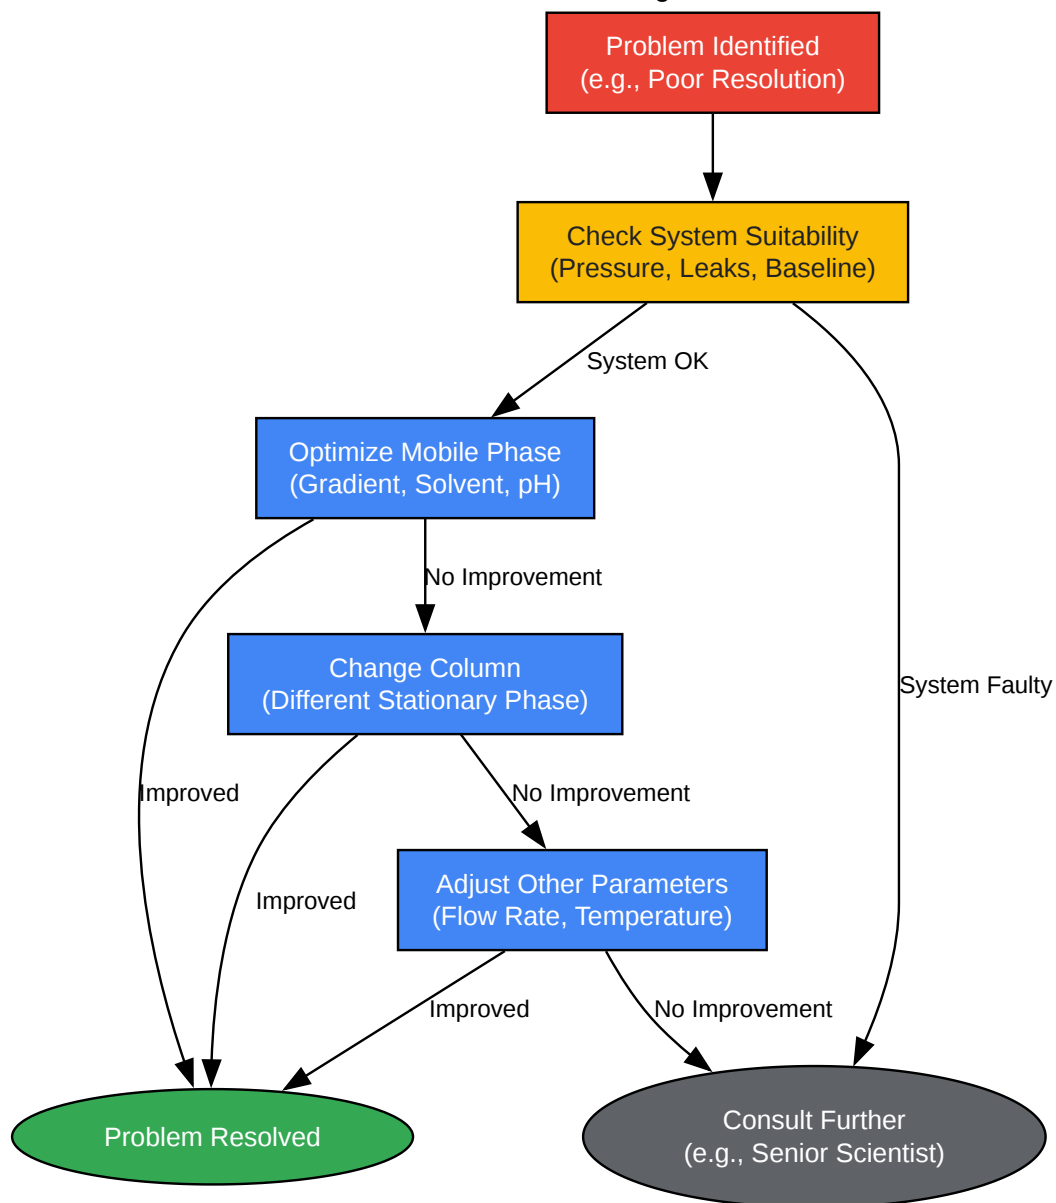 Problem Identified
(e.g., Poor Resolution)
Check System Suitability
(Pressure, Leaks, Baseline)
System OK
Optimize Mobile Phase
(Gradient, Solvent, pH)
No Improvement
Change Column
(Different Stationary Phase)
System Faulty
Improved
No Improvement
Adjust Other Parameters
(Flow Rate, Temperature)
Improved
Improved
No Improvement
Problem Resolved
Consult Further
(e.g., Senior Scientist)